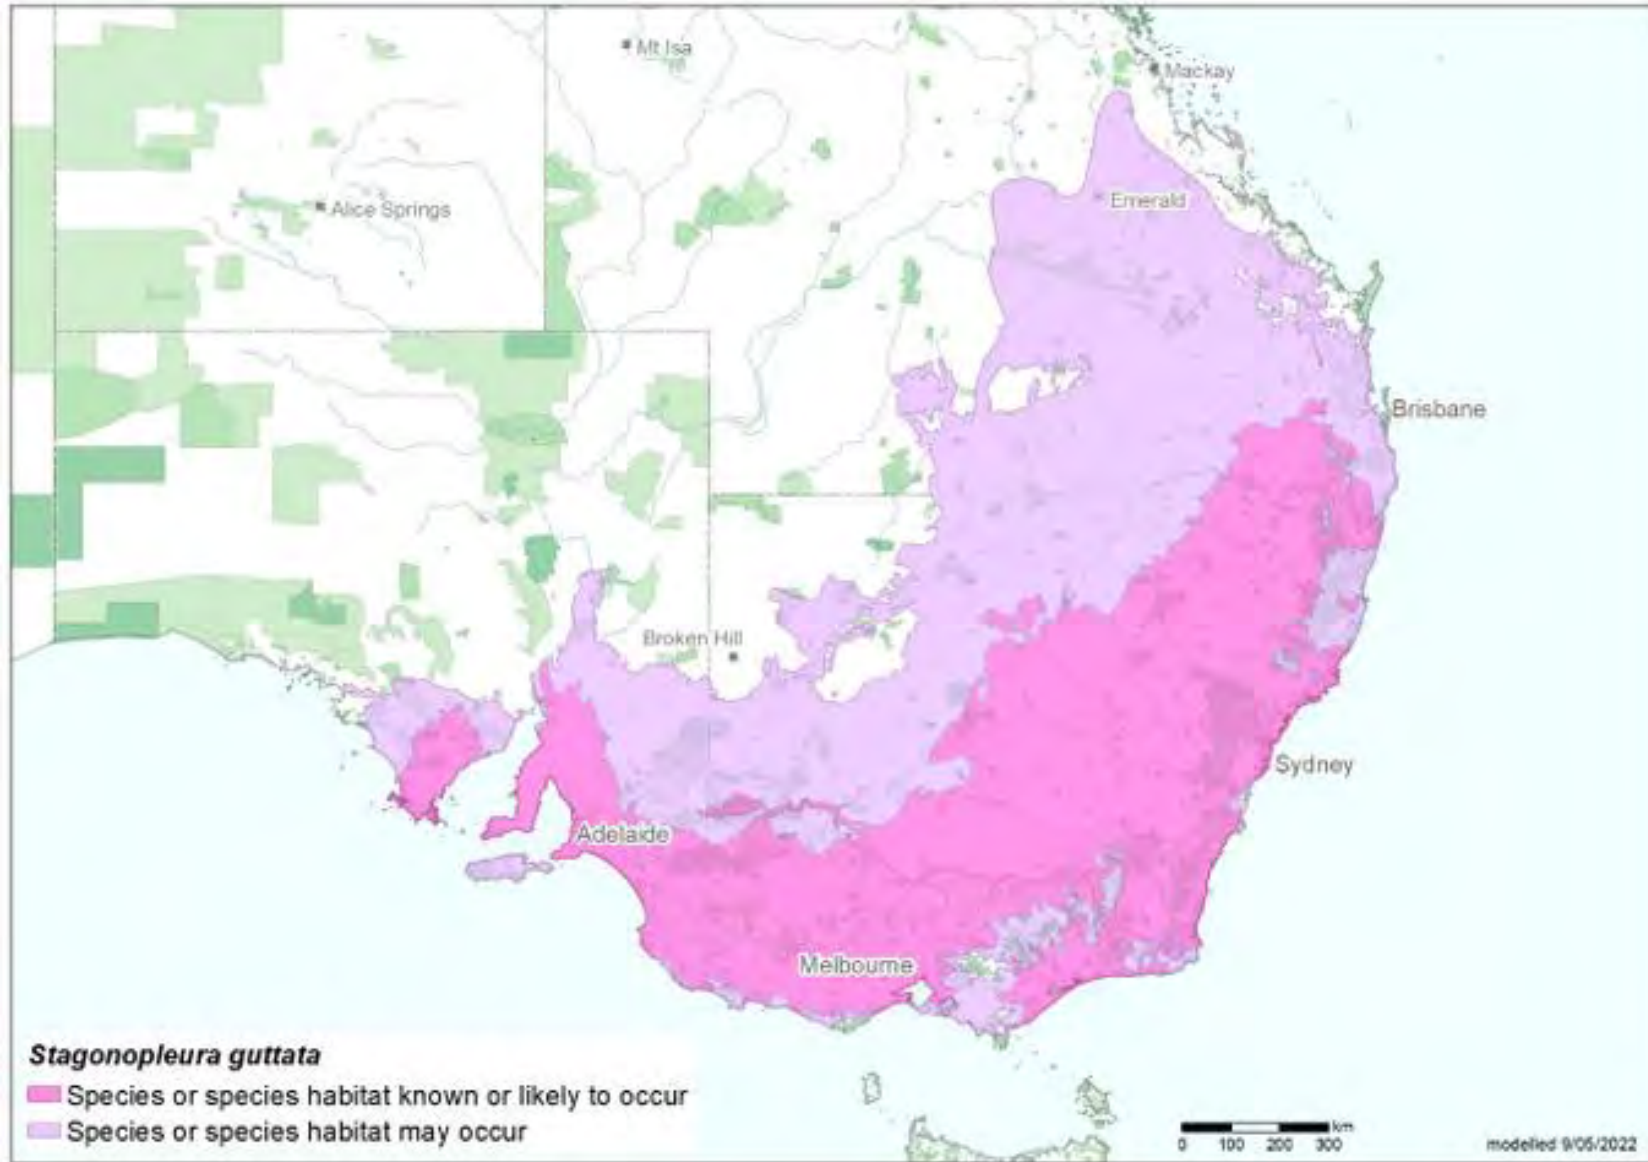 Mt Isa
Mackay
Alice Springs
Emerald
Brisbane
Broken Hill
Sydney
Adelaide
Melbourne
Stagonopleura guttata
Species or species habitat known or likely to occur
Species or species habitat may occur
km
0 100 200 300
modelled 9/05/2022